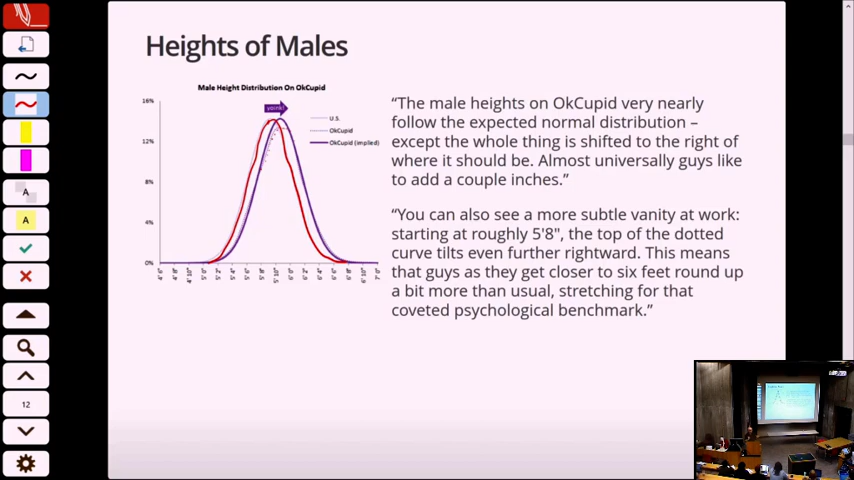 Heights of Males
Male Height Distribution On OkCupid
16%
yoink!
U.S.
OkCupid
12%
OkCupid (implied)
8%
4%
0%
“The male heights on OkCupid very nearly
follow the expected normal distribution –
except the whole thing is shifted to the right of
where it should be. Almost universally guys like
to add a couple inches.”
“You can also see a more subtle vanity at work:
starting at roughly 5'8", the top of the dotted
curve tilts even further rightward. This means
that guys as they get closer to six feet round up
a bit more than usual, stretching for that
coveted psychological benchmark.”
A
A
12